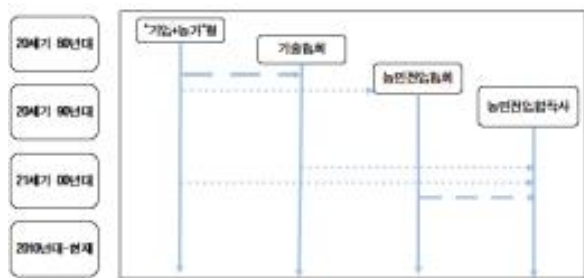 20세기 80년대
20세기 90년대
21세기 00년대
2010년대-현재
"기업+농가"형
기술협회
농민전업협회
농민전업합작사